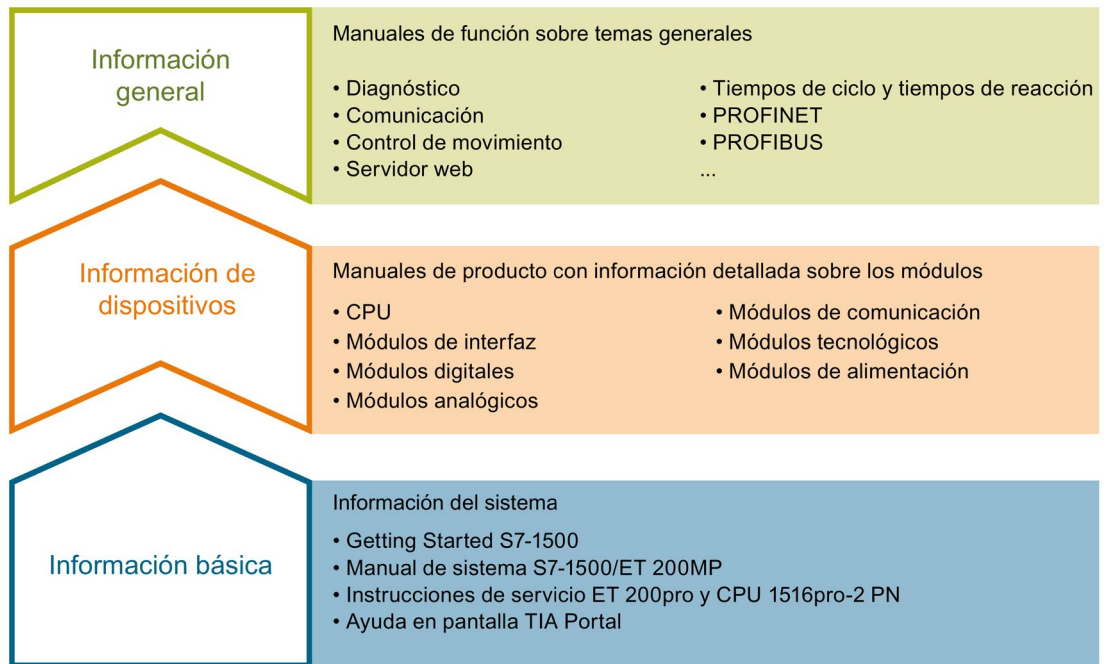 Información
general
Manuales de función sobre temas generales
• Diagnóstico
• Comunicación
• Control de movimiento
• Servidor web
• Tiempos de ciclo y tiempos de reacción
• PROFINET
• PROFIBUS
...
Información de
dispositivos
Manuales de producto con información detallada sobre los módulos
• CPU
• Módulos de interfaz
• Módulos digitales
• Módulos analógicos
• Módulos de comunicación
• Módulos tecnológicos
• Módulos de alimentación
Información básica
Información del sistema
• Getting Started S7-1500
• Manual de sistema S7-1500/ET 200MP
• Instrucciones de servicio ET 200pro y CPU 1516pro-2 PN
• Ayuda en pantalla TIA Portal